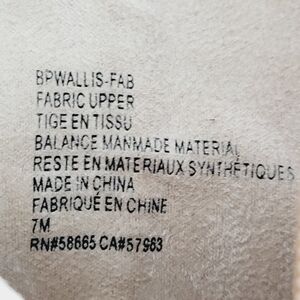 BPWALLIS-FAB
FABRIC UPPER
TIGE EN TISSU
BALANCE MANMADE MATERIAL
RESTE EN MATERIAUX SYNTHÉTIQUES
MADE IN CHINA
FABRIQUÉ EN CHINE
7M
RN#58665 CA#57963